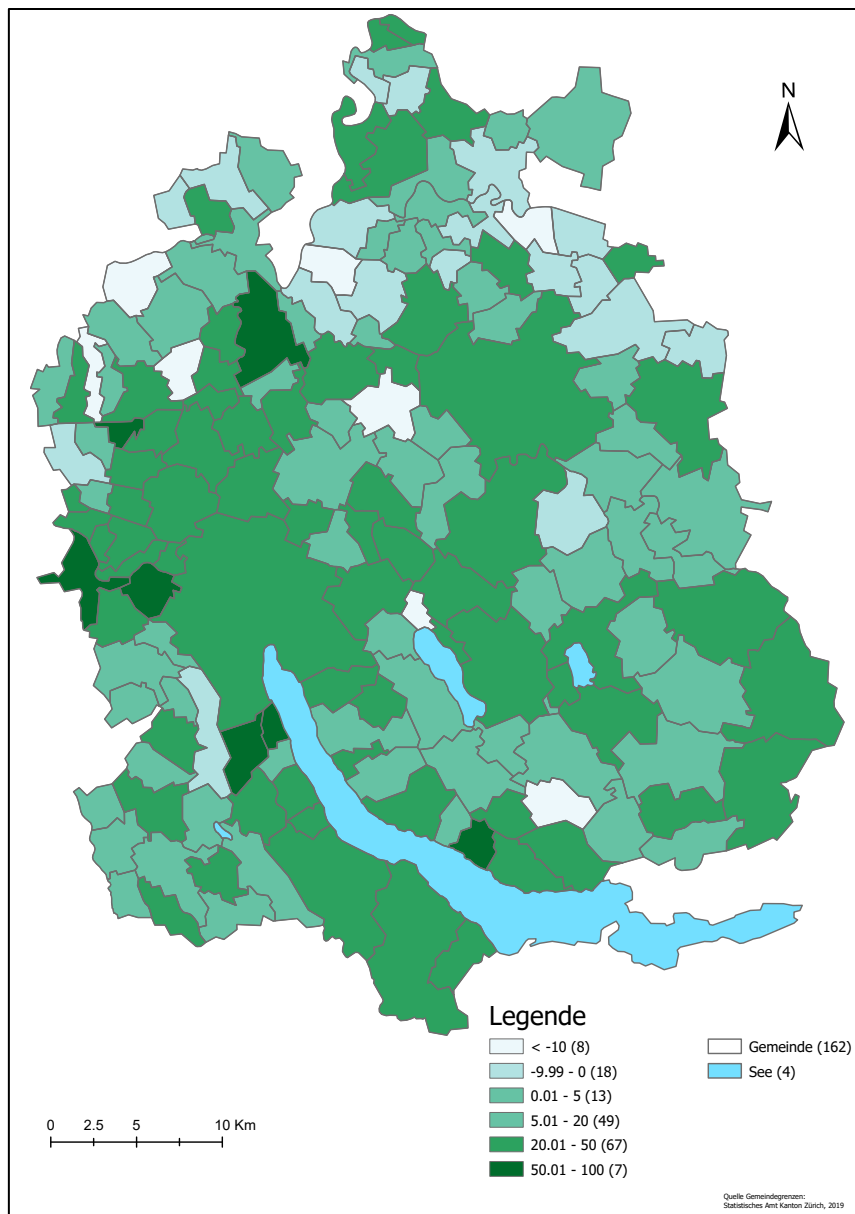 N
Legende
< -10 (8)
-9.99 - 0 (18)
0.01 - 5 (13)
5.01 - 20 (49)
20.01 - 50 (67)
50.01 - 100 (7)
Gemeinde (162)
See (4)
0 2.5 5 10 Km
Quelle Gemeindegrenzen:
Statistisches Amt Kanton Zürich, 2019